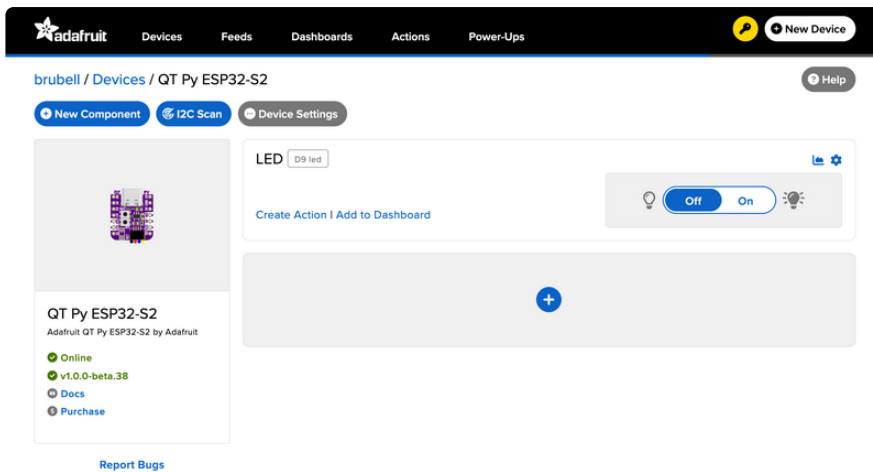 adafruit Devices Feeds Dashboards Actions Power-Ups New Device
brubell / Devices / QT Py ESP32-S2 Help
New Component I2C Scan Device Settings
LED D9 led
Off On
Create Action | Add to Dashboard
QT Py ESP32-S2
Adafruit QT Py ESP32-S2 by Adafruit
Online
v1.0.0-beta.38
Docs
Purchase
Report Bugs